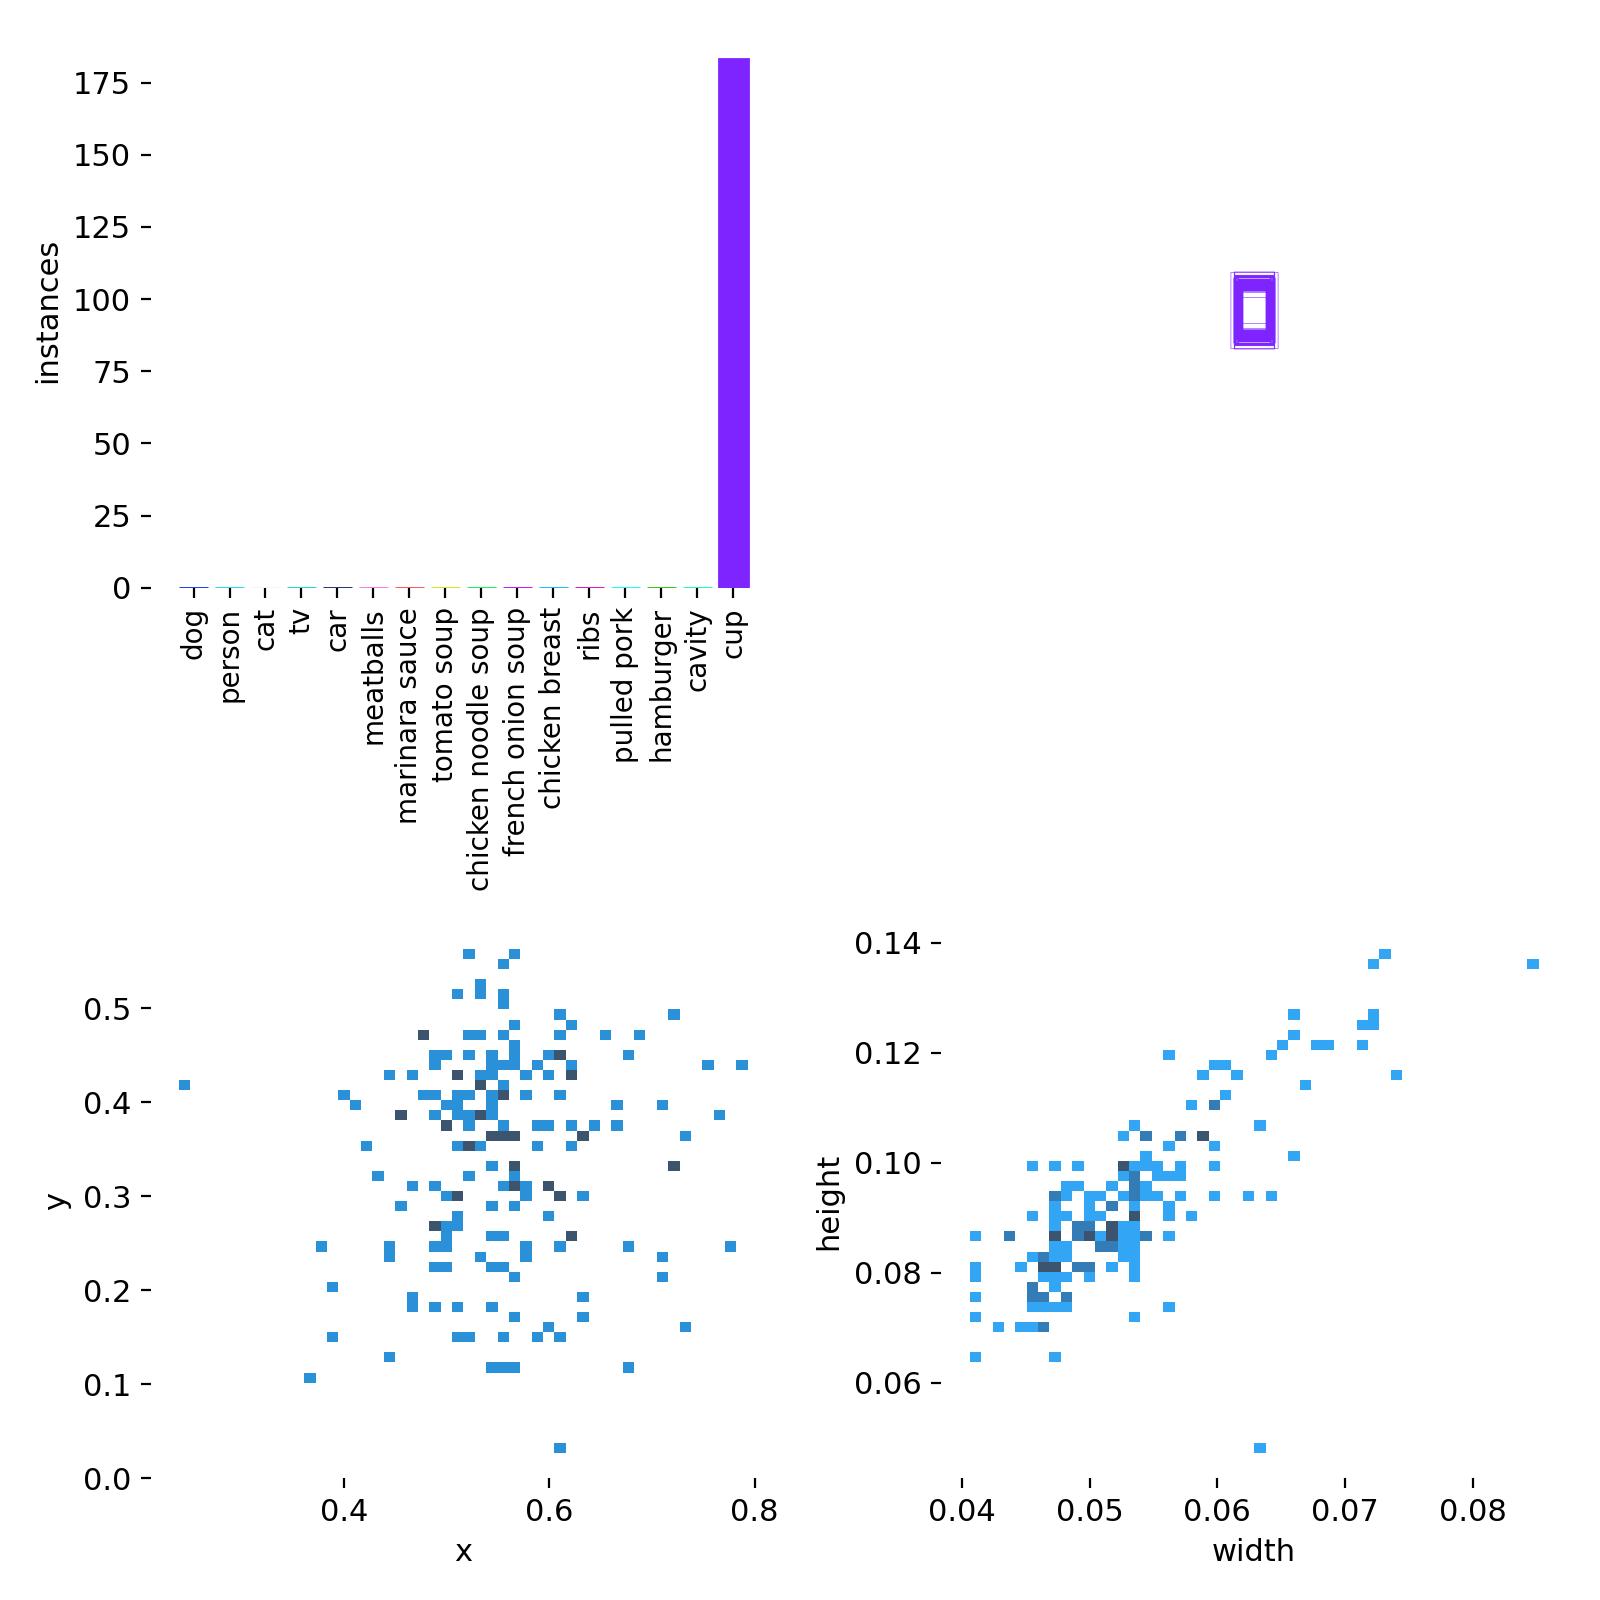 175
150
125
100
75
50
25
0
instances
dog
person
cat
tv
car
meatballs
marinara sauce
tomato soup
chicken noodle soup
french onion soup
chicken breast
ribs
pulled pork
hamburger
cavity
cup
0.5
0.4
0.3
0.2
0.1
0.0
y
0.4 0.6 0.8
x
0.14
0.12
0.10
0.08
0.06
height
0.04 0.05 0.06 0.07 0.08
width